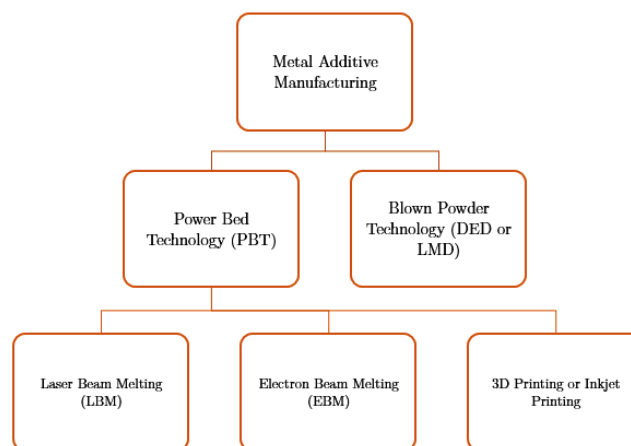 Metal Additive
Manufacturing
Power Bed
Technology (PBT)
Blown Powder
Technology (DED or
LMD)
Laser Beam Melting
(LBM)
Electron Beam Melting
(EBM)
3D Printing or Inkjet
Printing